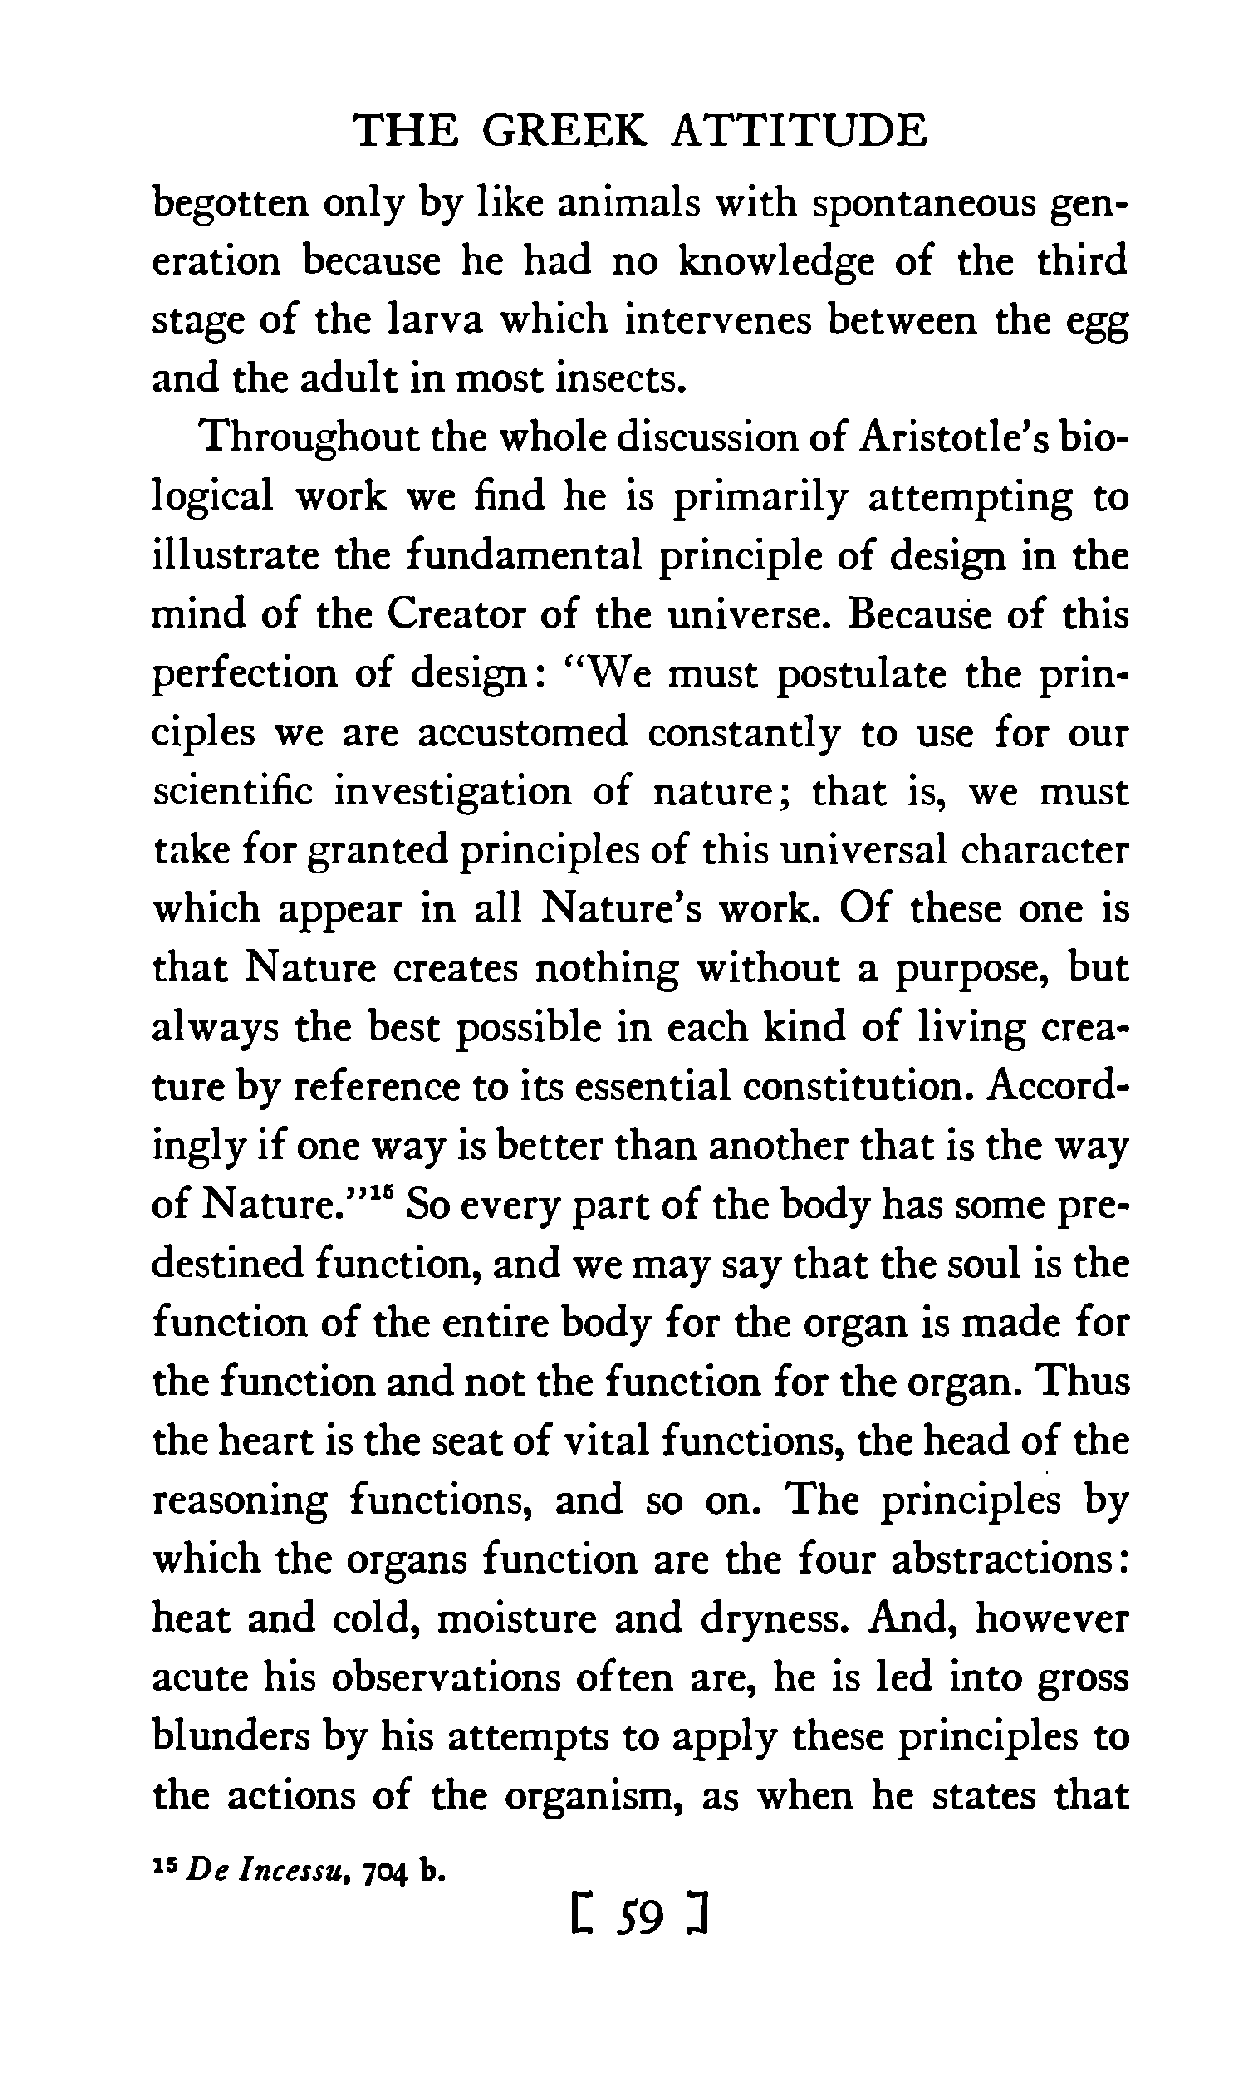 THE GREEK ATTITUDE
begotten only by like animals with spontaneous gen-
eration because he had no knowledge of the third
stage of the larva which intervenes between the egg
and the adult in most insects.
Throughout the whole discussion of Aristotle's bio-
logical work we find he is primarily attempting to
illustrate the fundamental principle of design in the
mind of the Creator of the universe. Because of this
perfection of design: "We must postulate the prin-
ciples we are accustomed constantly to use for our
scientific investigation of nature; that is, we must
take for granted principles of this universal character
which appear in all Nature's work. Of these one is
that Nature creates nothing without a purpose, but
always the best possible in each kind of living crea-
ture by reference to its essential constitution. Accord-
ingly if one way is better than another that is the way
of Nature."¹⁵ So every part of the body has some pre-
destined function, and we may say that the soul is the
function of the entire body for the organ is made for
the function and not the function for the organ. Thus
the heart is the seat of vital functions, the head of the
reasoning functions, and so on. The principles by
which the organs function are the four abstractions:
heat and cold, moisture and dryness. And, however
acute his observations often are, he is led into gross
blunders by his attempts to apply these principles to
the actions of the organism, as when he states that
¹⁵ De Incessu, 704 b.
[ 59 ]